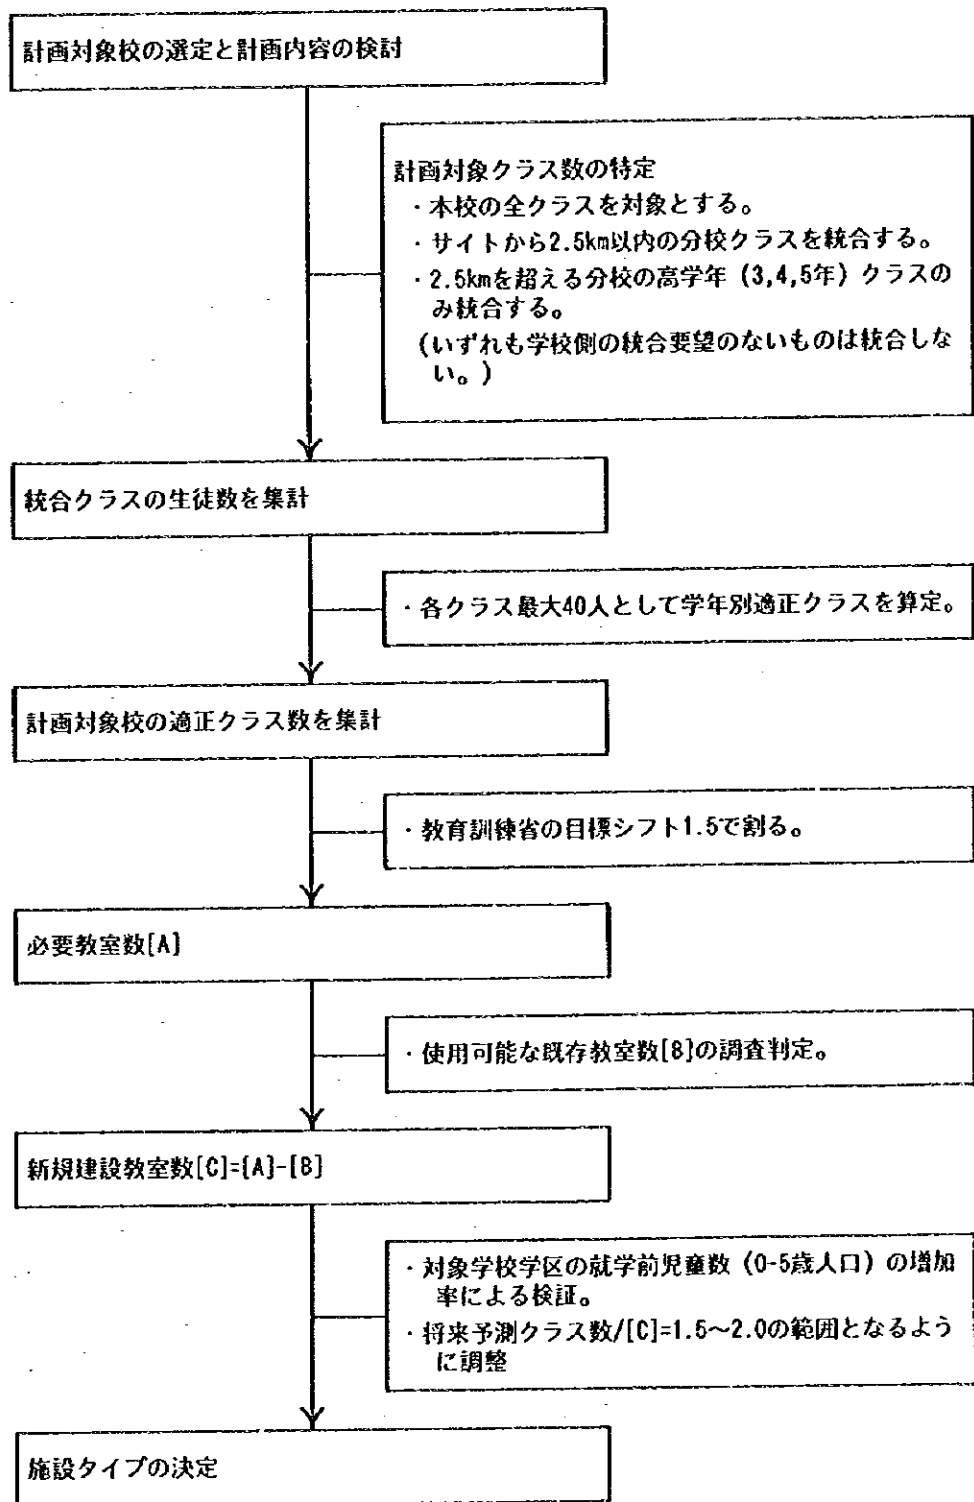 計画対象校の選定と計画内容の検討
計画対象クラス数の特定
・本校の全クラスを対象とする。
・サイトから2.5km以内の分校クラスを統合する。
・2.5kmを超える分校の高学年（3,4,5年）クラスの
み統合する。
（いずれも学校側の統合要望のないものは統合しな
い。）
統合クラスの生徒数を集計
・各クラス最大40人として学年別適正クラスを算定。
計画対象校の適正クラス数を集計
・教育訓練省の目標シフト1.5で割る。
必要教室数[A]
・使用可能な既存教室数[B]の調査判定。
新規建設教室数[C]=[A]-[B]
・対象学校学区の就学前児童数（0-5歳人口）の増加
率による検証。
・将来予測クラス数/[C]=1.5～2.0の範囲となるよう
に調整
施設タイプの決定